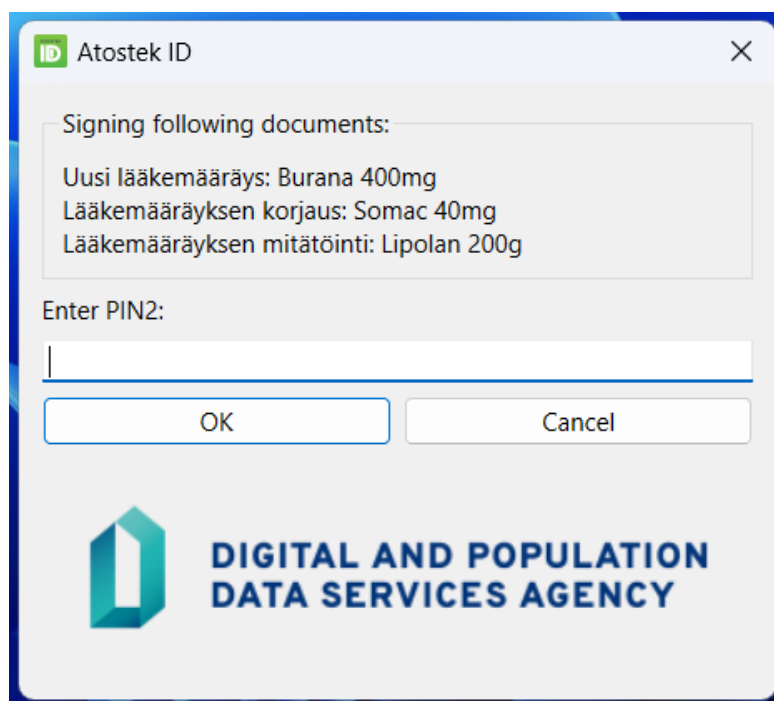 Atostek ID
Signing following documents:
Uusi lääkemääräys: Burana 400mg
Lääkemääräyksen korjaus: Somac 40mg
Lääkemääräyksen mitätöinti: Lipolan 200g
Enter PIN2:
OK
Cancel
DIGITAL AND POPULATION
DATA SERVICES AGENCY